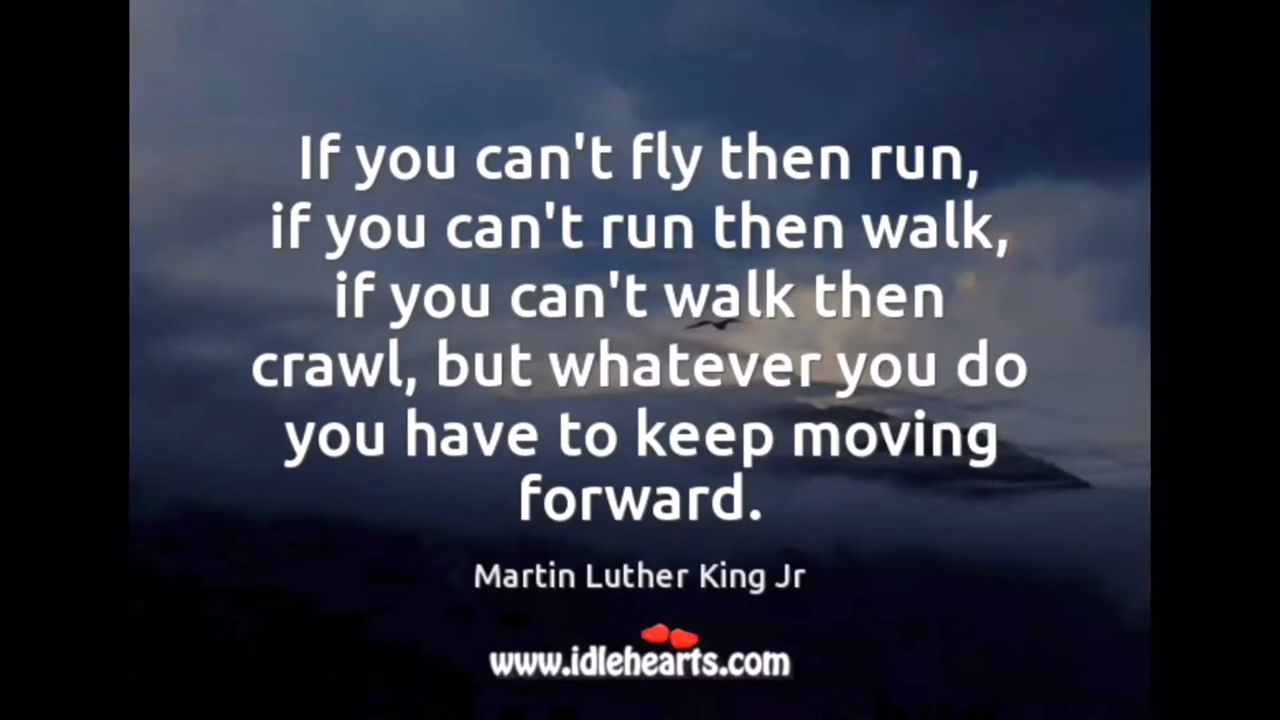 If you can't fly then run,
if you can't run then walk,
if you can't walk then
crawl, but whatever you do
you have to keep moving
forward.
Martin Luther King Jr
www.idlehearts.com